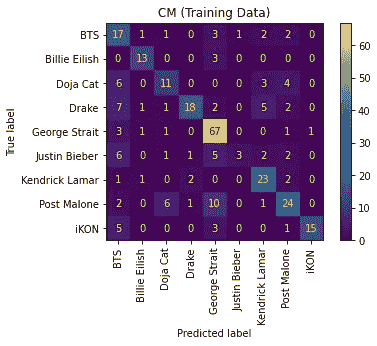 CM (Training Data)
True label
BTS 17 1 1 0 3 1 2 2 0
Billie Eilish 0 13 0 0 3 0 0 0 0
Doja Cat 6 0 11 0 0 0 3 4 0
Drake 7 1 1 18 2 0 5 2 0
George Strait 3 1 1 0 67 0 0 1 1
Justin Bieber 6 0 1 1 5 3 2 2 0
Kendrick Lamar 1 1 0 2 0 0 23 2 0
Post Malone 2 0 6 1 10 0 1 24 0
iKON 5 0 0 0 3 0 0 1 15
BTS Billie Eilish Doja Cat Drake George Strait Justin Bieber Kendrick Lamar Post Malone iKON
Predicted label
60
50
40
30
20
10
0